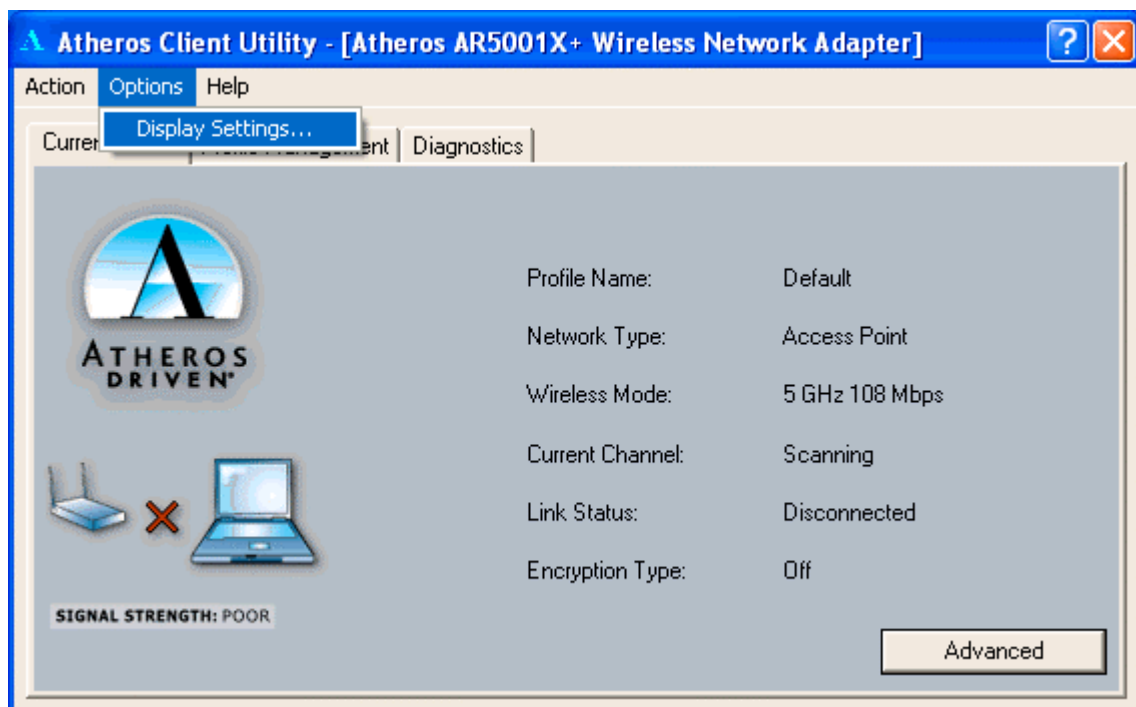 Atheros Client Utility - [Atheros AR5001X+ Wireless Network Adapter]
Action Options Help
Display Settings...
Diagnostics
Profile Name: Default
Network Type: Access Point
Wireless Mode: 5 GHz 108 Mbps
Current Channel: Scanning
Link Status: Disconnected
Encryption Type: Off
ATHEROS
DRIVEN
SIGNAL STRENGTH: POOR
Advanced